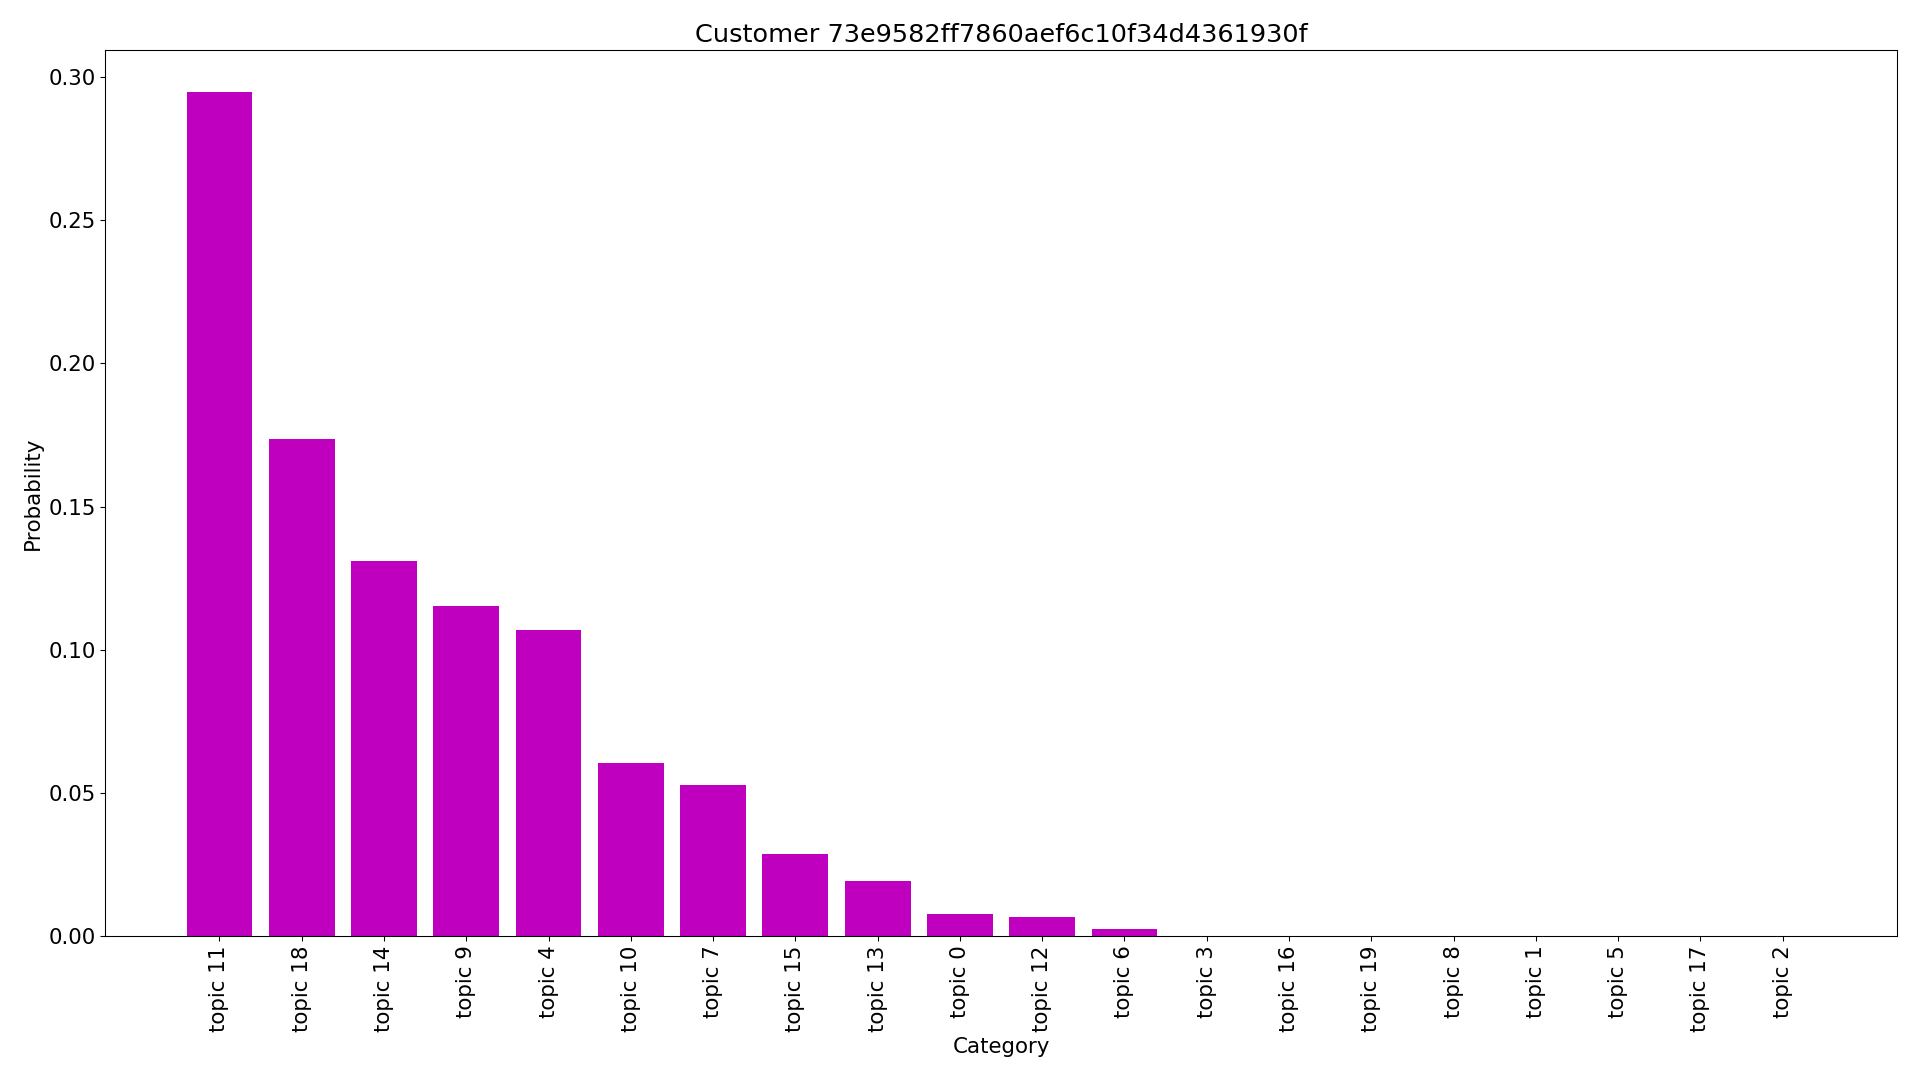 Customer 73e9582ff7860aef6c10f34d4361930f
Probability
0.30
0.25
0.20
0.15
0.10
0.05
0.00
topic 11
topic 18
topic 14
topic 9
topic 4
topic 10
topic 7
topic 15
topic 13
topic 0
topic 12
topic 6
topic 3
topic 16
topic 19
topic 8
topic 1
topic 5
topic 17
topic 2
Category